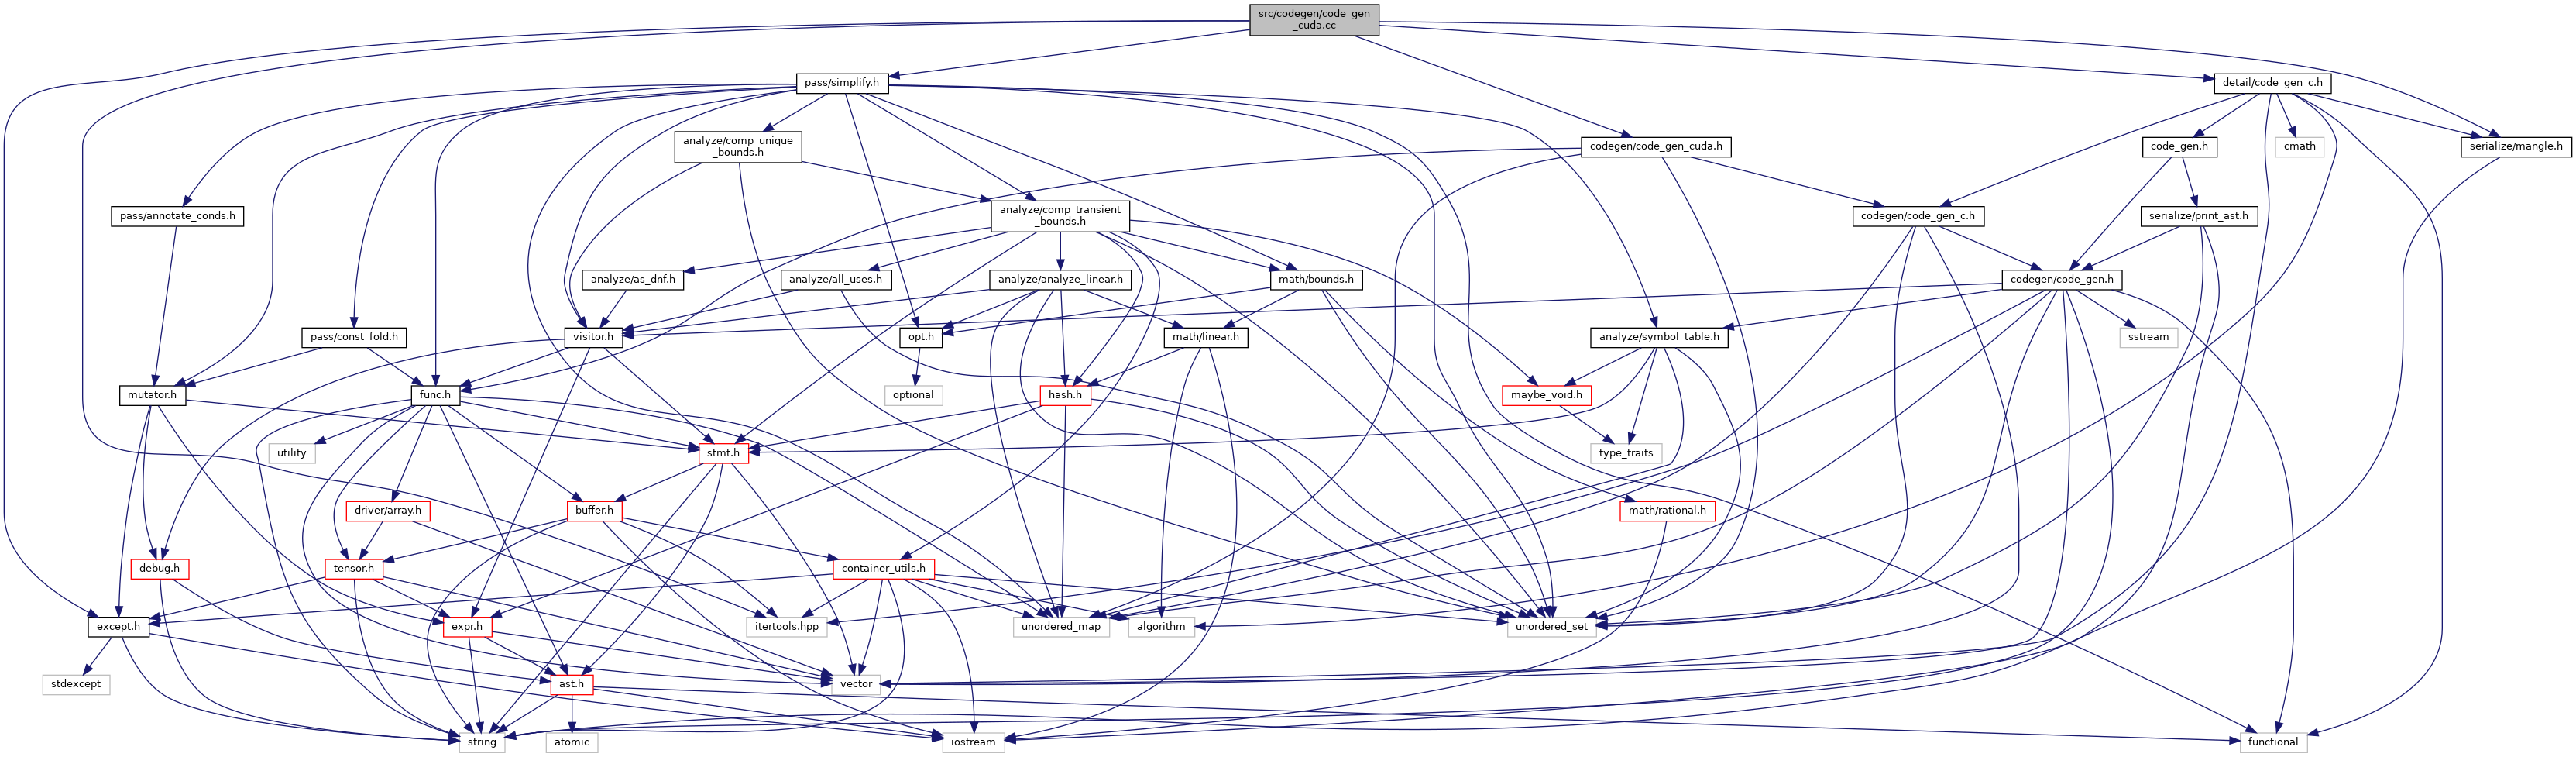 src/codegen/code_gen
_cuda.cc
pass/simplify.h
detail/code_gen_c.h
analyze/comp_unique
_bounds.h
codegen/code_gen_cuda.h
code_gen.h
cmath
serialize/mangle.h
pass/annotate_conds.h
analyze/comp_transient
_bounds.h
codegen/code_gen_c.h
serialize/print_ast.h
analyze/as_dnf.h
analyze/all_uses.h
analyze/analyze_linear.h
math/bounds.h
codegen/code_gen.h
pass/const_fold.h
visitor.h
opt.h
math/linear.h
analyze/symbol_table.h
sstream
mutator.h
func.h
optional
hash.h
maybe_void.h
utility
stmt.h
type_traits
driver/array.h
buffer.h
math/rational.h
debug.h
tensor.h
container_utils.h
except.h
expr.h
itertools.hpp
unordered_map
algorithm
unordered_set
stdexcept
ast.h
vector
string
atomic
iostream
functional